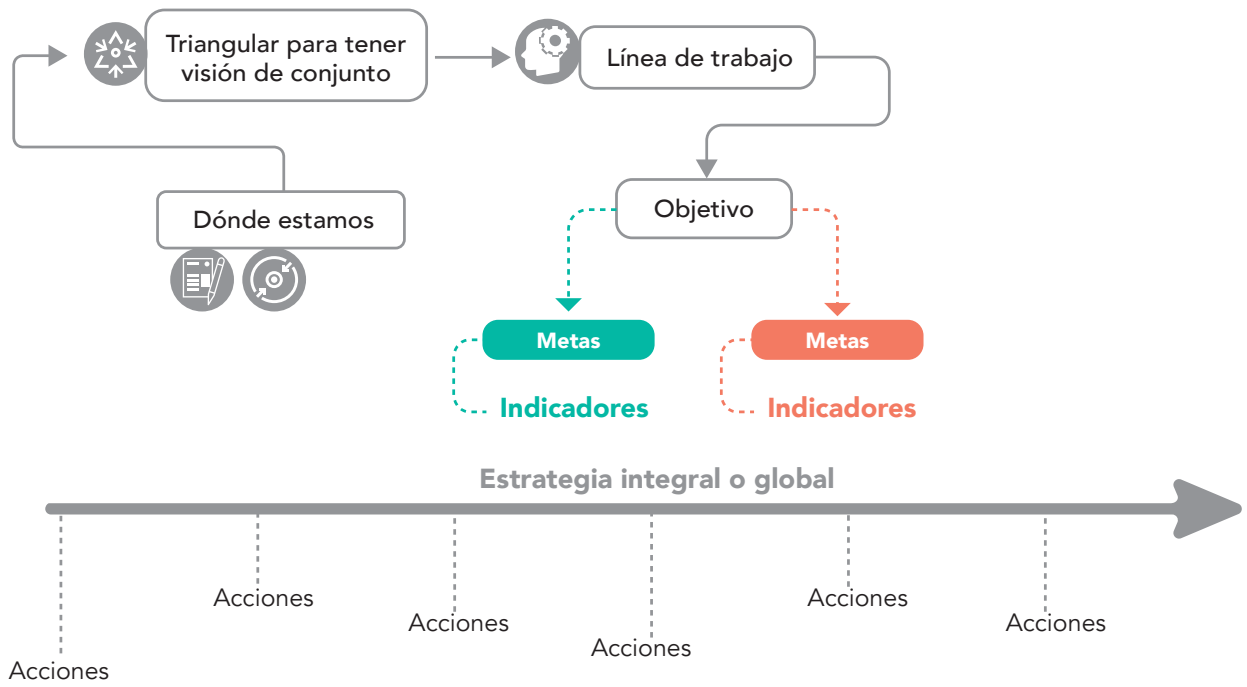 Triangular para tener
visión de conjunto
Línea de trabajo
Dónde estamos
Objetivo
Metas
Metas
Indicadores
Indicadores
Estrategia integral o global
Acciones
Acciones
Acciones
Acciones
Acciones
Acciones